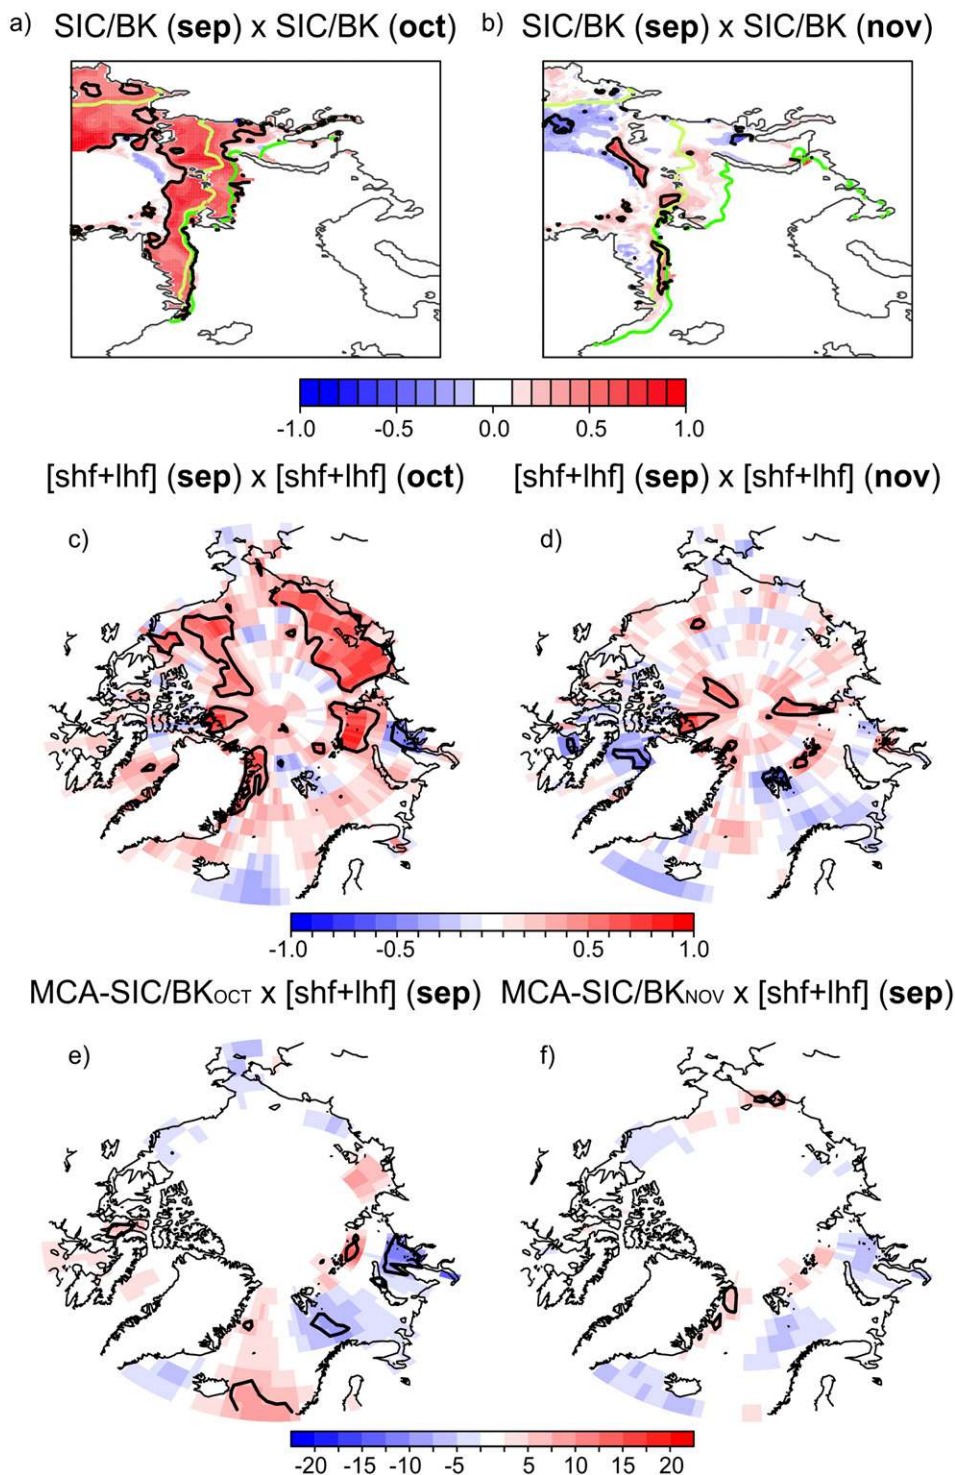 a) SIC/BK (sep) x SIC/BK (oct)
b) SIC/BK (sep) x SIC/BK (nov)
-1.0 -0.5 0.0 0.5 1.0
[shf+lhf] (sep) x [shf+lhf] (oct)
[shf+lhf] (sep) x [shf+lhf] (nov)
c)
d)
-1.0 -0.5 0.5 1.0
MCA-SIC/BKOCT x [shf+lhf] (sep)
MCA-SIC/BKNOV x [shf+lhf] (sep)
e)
f)
-20 -15 -10 -5 5 10 15 20